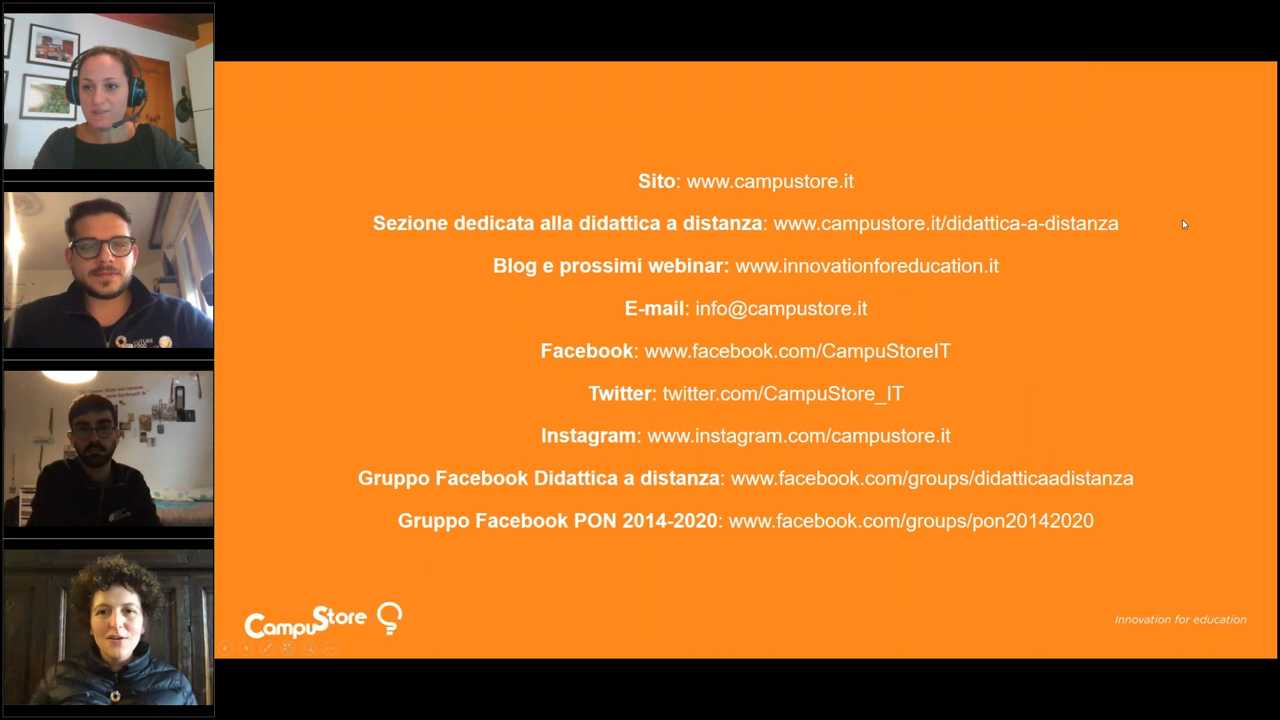 Sito: www.campustore.it
Sezione dedicata alla didattica a distanza: www.campustore.it/didattica-a-distanza
Blog e prossimi webinar: www.innovationforeducation.it
E-mail: info@campustore.it
Facebook: www.facebook.com/CampuStoreIT
Twitter: twitter.com/CampuStore_IT
Instagram: www.instagram.com/campustore.it
Gruppo Facebook Didattica a distanza: www.facebook.com/groups/didatticaadistanza
Gruppo Facebook PON 2014-2020: www.facebook.com/groups/pon20142020
CampuStore
Innovation for education
FUTURE
FOOD